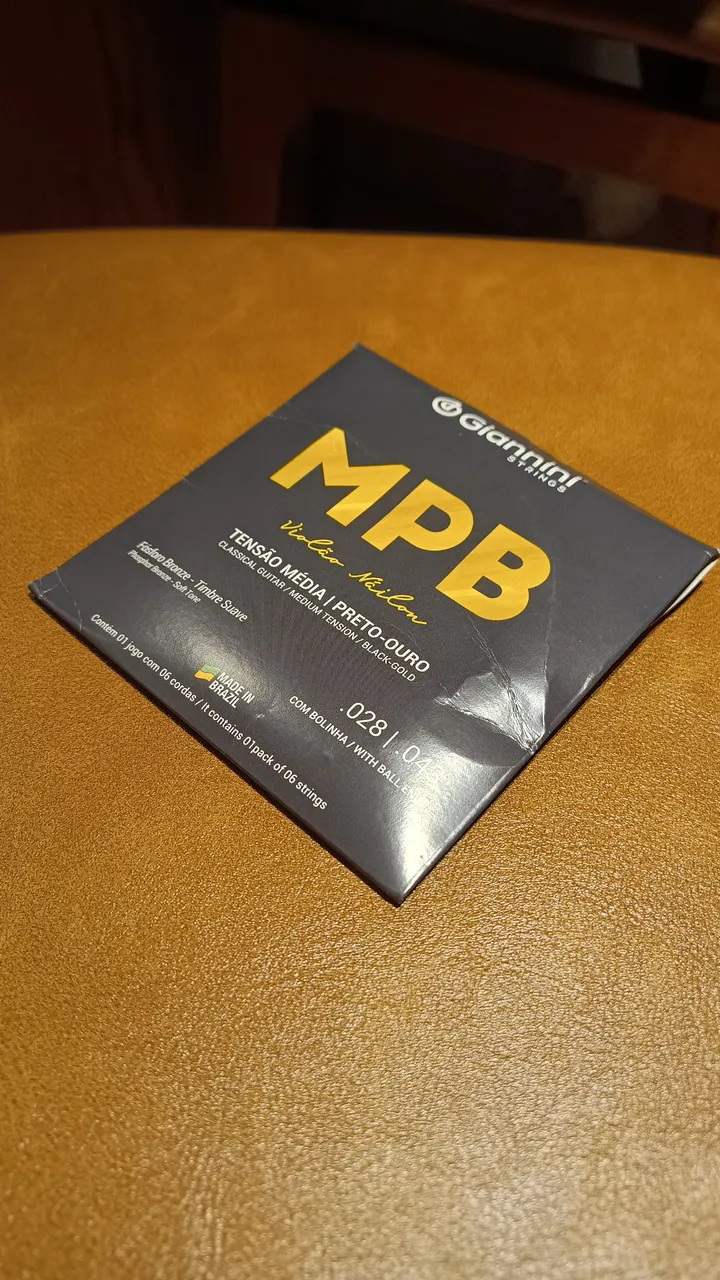 Giannini
STRINGS
MPB
Violão Náilon
TENSÃO MÉDIA | PRETO-OURO
CLASSICAL GUITAR / MEDIUM TENSION / BLACK-GOLD
Fósforo Bronze - Timbre Suave
Phosphor Bronze - Soft Tone
.028 | .04
COM BOLINHA / WITH BALL
MADE IN
BRAZIL
Contém 01 jogo com 06 cordas / It contains 01 pack of 06 strings